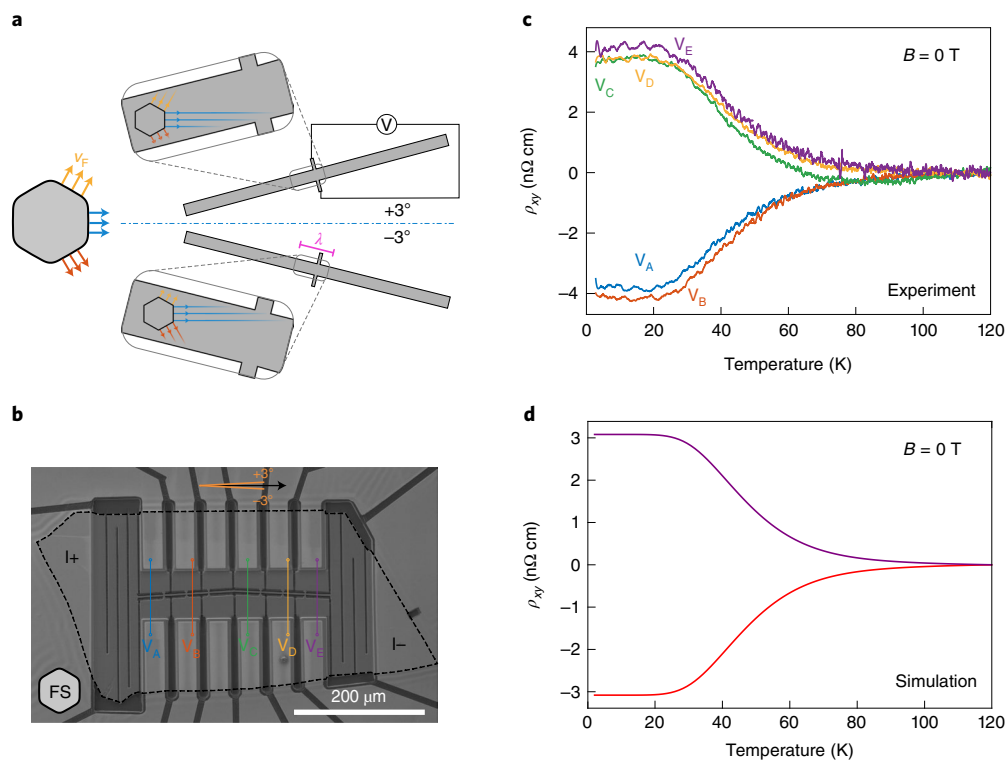 a
v_F
V
+3°
−3°
λ
b
+3°
-3°
I+
V_A
V_B
V_C
V_D
V_E
I−
FS
200 μm
c
B = 0 T
V_E
V_D
V_C
V_A
V_B
Experiment
ρ_xy (nΩ cm)
4
2
0
-2
-4
0
20
40
60
80
100
120
Temperature (K)
d
B = 0 T
Simulation
ρ_xy (nΩ cm)
3
2
1
0
-1
-2
-3
0
20
40
60
80
100
120
Temperature (K)